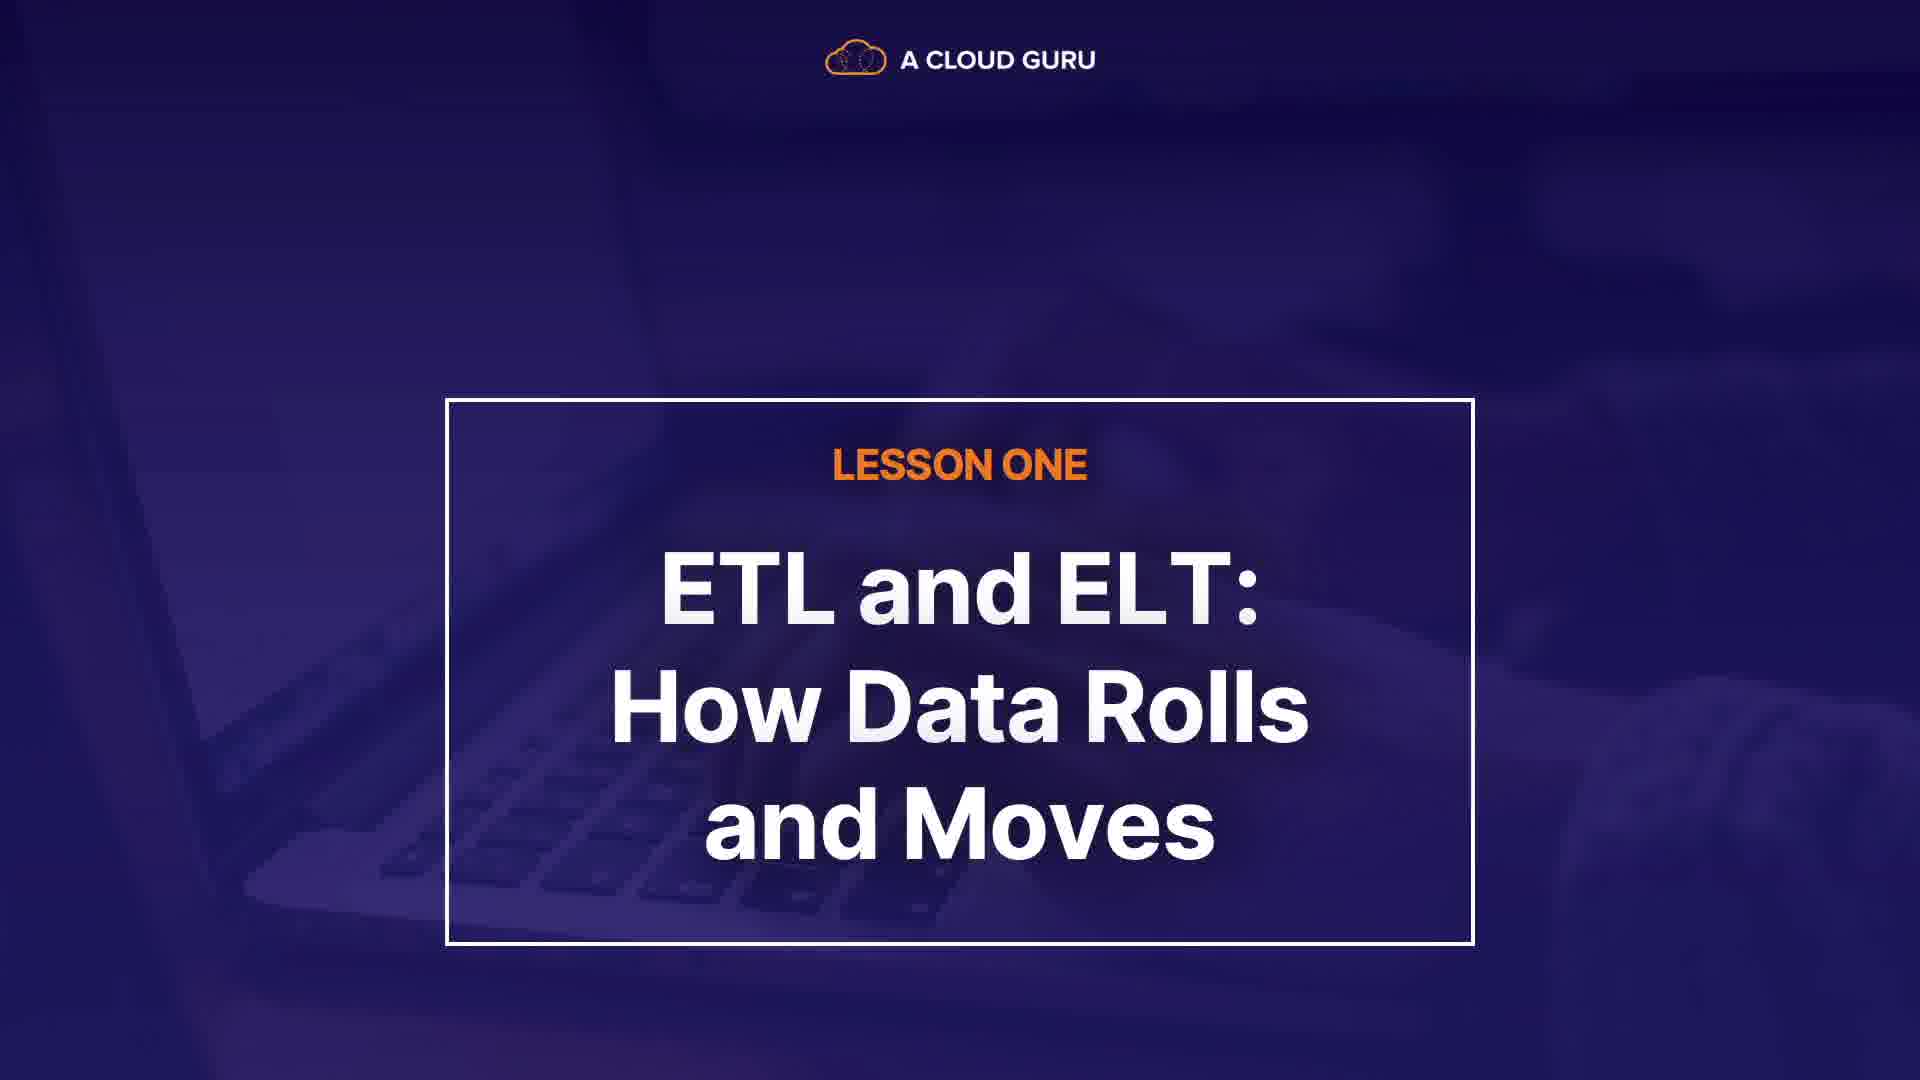 A CLOUD GURU
LESSON ONE
ETL and ELT:
How Data Rolls
and Moves